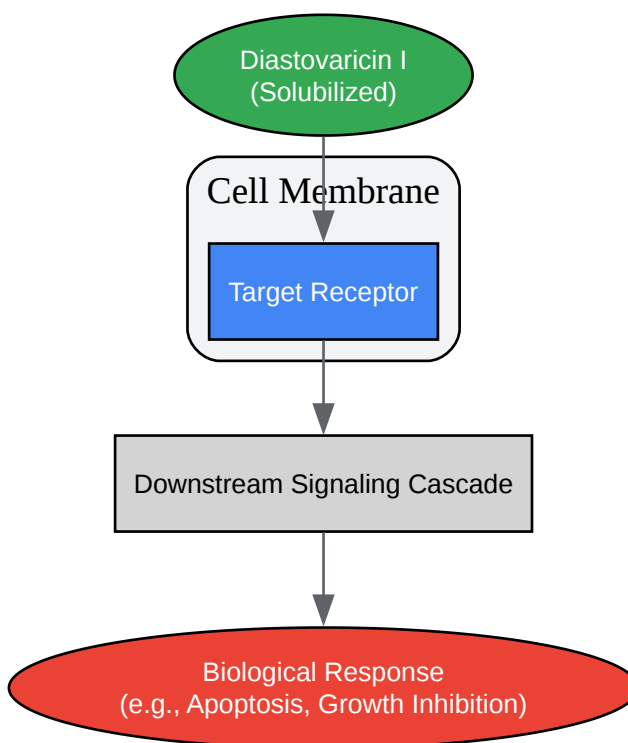 Diastovaricin I
(Solubilized)
Cell Membrane
Target Receptor
Downstream Signaling Cascade
Biological Response
(e.g., Apoptosis, Growth Inhibition)